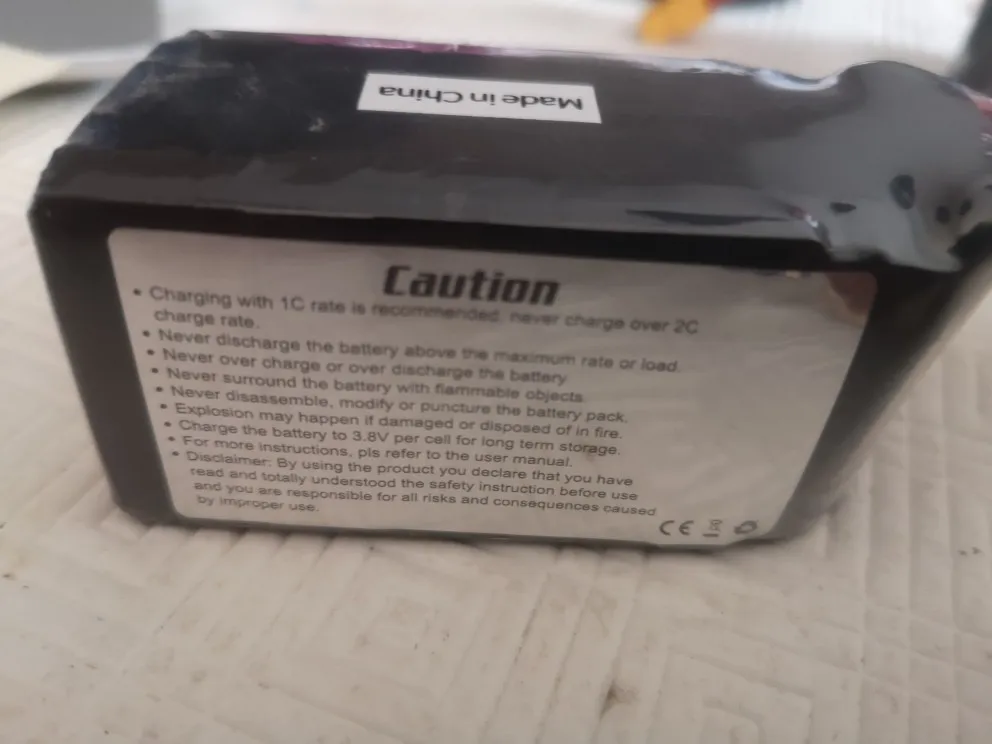 Made in China
Caution
• Charging with 1C rate is recommended, never charge over 2C
charge rate.
• Never discharge the battery above the maximum rate or load.
• Never over charge or over discharge the battery
• Never surround the battery with flammable objects.
• Never disassemble, modify or puncture the battery pack.
• Explosion may happen if damaged or disposed of in fire.
• Charge the battery to 3.8V per cell for long term storage.
• For more instructions, pls refer to the user manual.
• Disclaimer: By using the product you declare that you have
read and totally understood the safety instruction before use
and you are responsible for all risks and consequences caused
by improper use.
CE